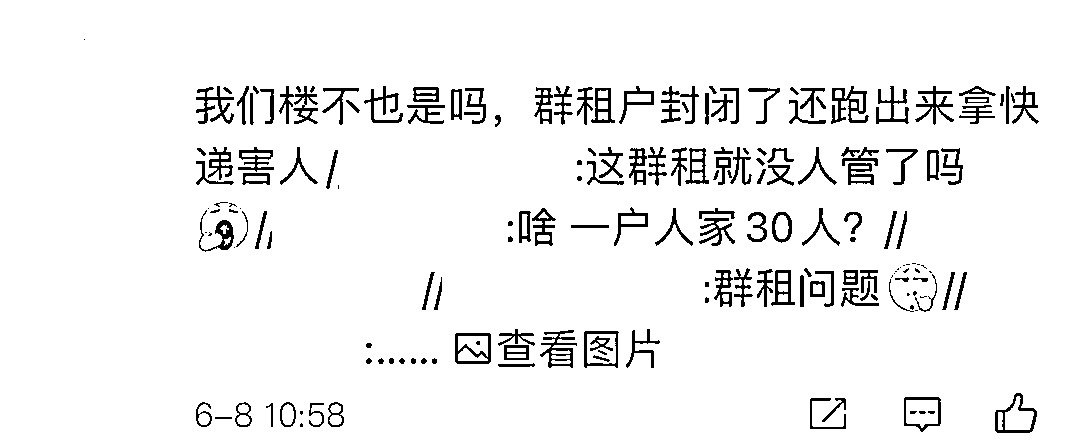 我们楼不也是吗，群租户封闭了还跑出来拿快
递害人/ :这群租就没人管了吗
// :啥 一户人家30人？//
// :群租问题 //
:...... 查看图片
6-8 10:58